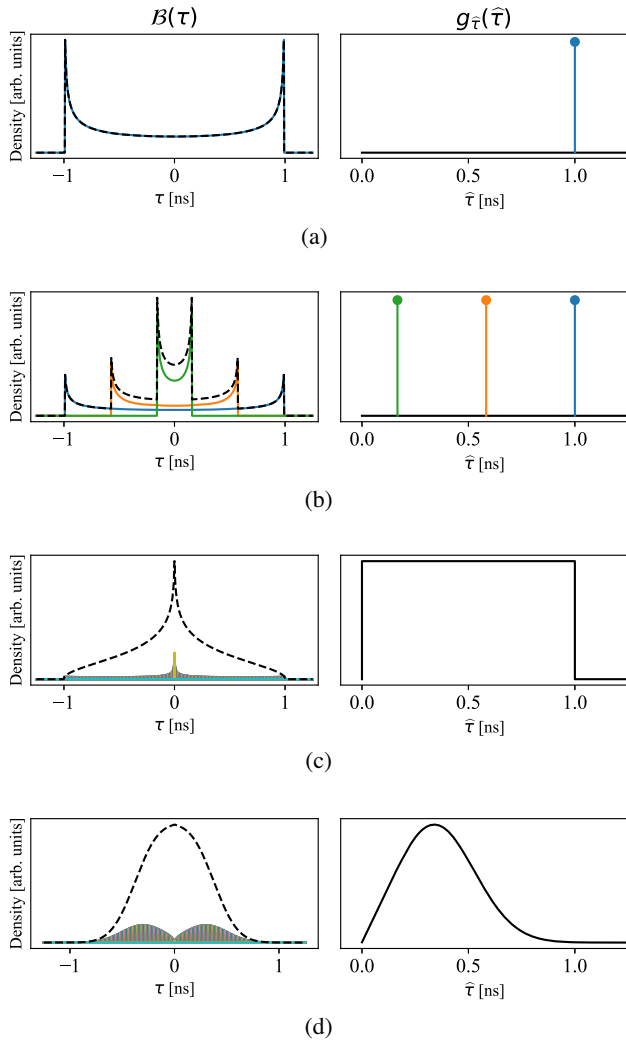 𝓑(τ)
g_τ̂(τ̂)
Density [arb. units]
−1 0 1
τ [ns]
0.0 0.5 1.0
τ̂ [ns]
(a)
Density [arb. units]
−1 0 1
τ [ns]
0.0 0.5 1.0
τ̂ [ns]
(b)
Density [arb. units]
−1 0 1
τ [ns]
0.0 0.5 1.0
τ̂ [ns]
(c)
Density [arb. units]
−1 0 1
τ [ns]
0.0 0.5 1.0
τ̂ [ns]
(d)